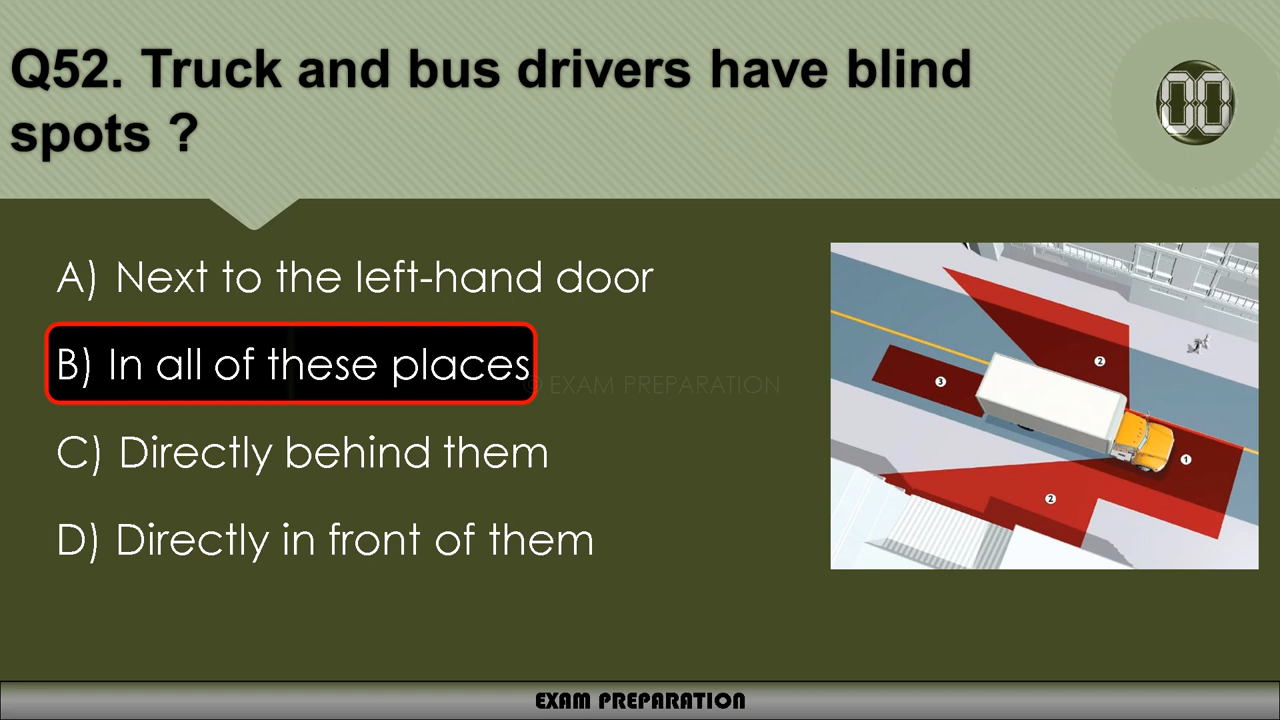 Q52. Truck and bus drivers have blind
spots ?
00
A) Next to the left-hand door
B) In all of these places
© EXAM PREPARATION
C) Directly behind them
D) Directly in front of them
2
3
1
2
EXAM PREPARATION